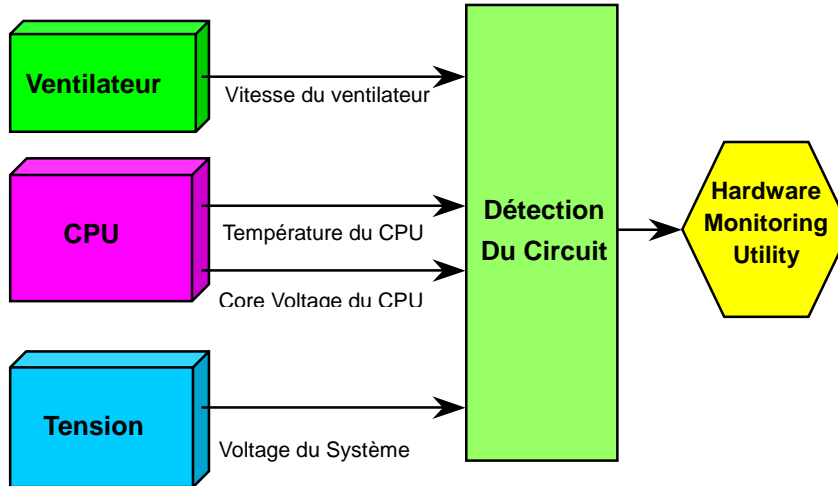 Ventilateur
Vitesse du ventilateur
CPU
Température du CPU
Core Voltage du CPU
Tension
Voltage du Système
Détection
Du Circuit
Hardware
Monitoring
Utility